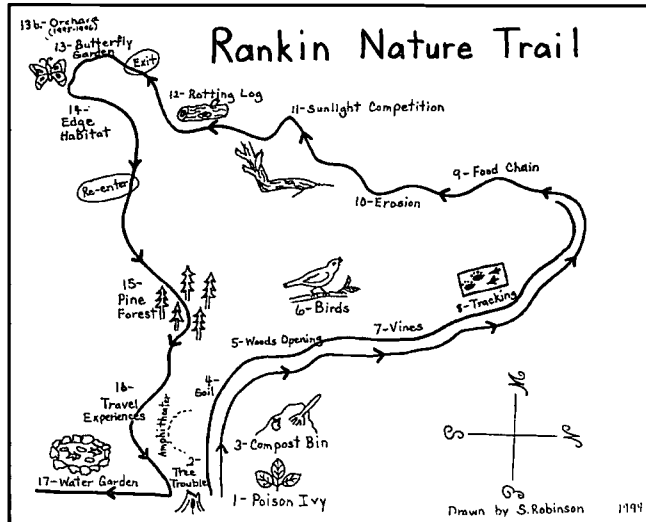 Rankin Nature Trail
13b- Orchard
(1995-1996)
13- Butterfly
Garden
Exit
12- Rotting Log
11- Sunlight Competition
14-
Edge
Habitat
9- Food Chain
Re-enter
10- Erosion
15-
Pine
Forest
6- Birds
8- Tracking
7- Vines
5- Woods Opening
4-
Soil
16-
Travel
Experiences
Amphitheater
3- Compost Bin
2-
Tree
Trouble
17- Water Garden
1- Poison Ivy
W
S
N
E
Drawn by S. Robinson